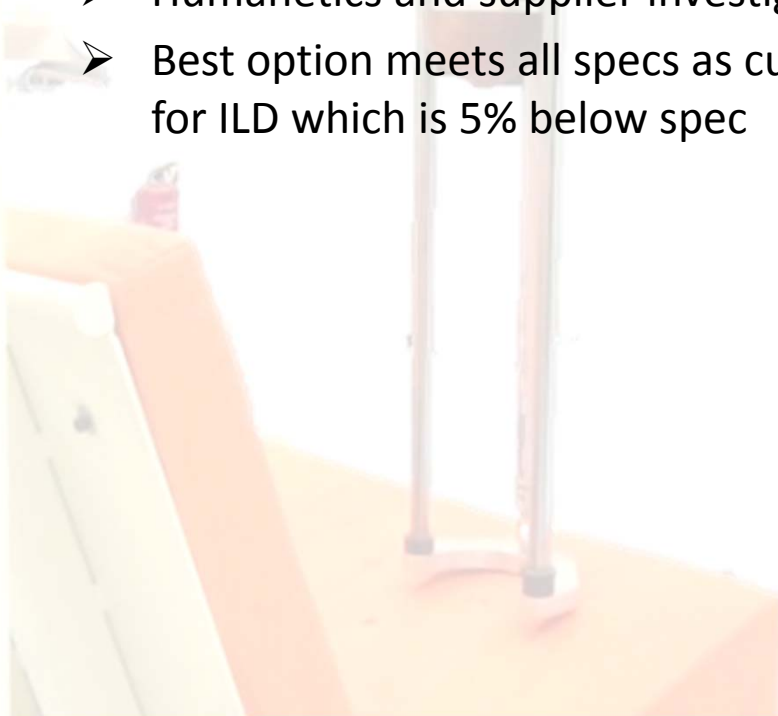 Humanetics and supplier
➢ Best option meets all specs as
for ILD which is 5% below spec